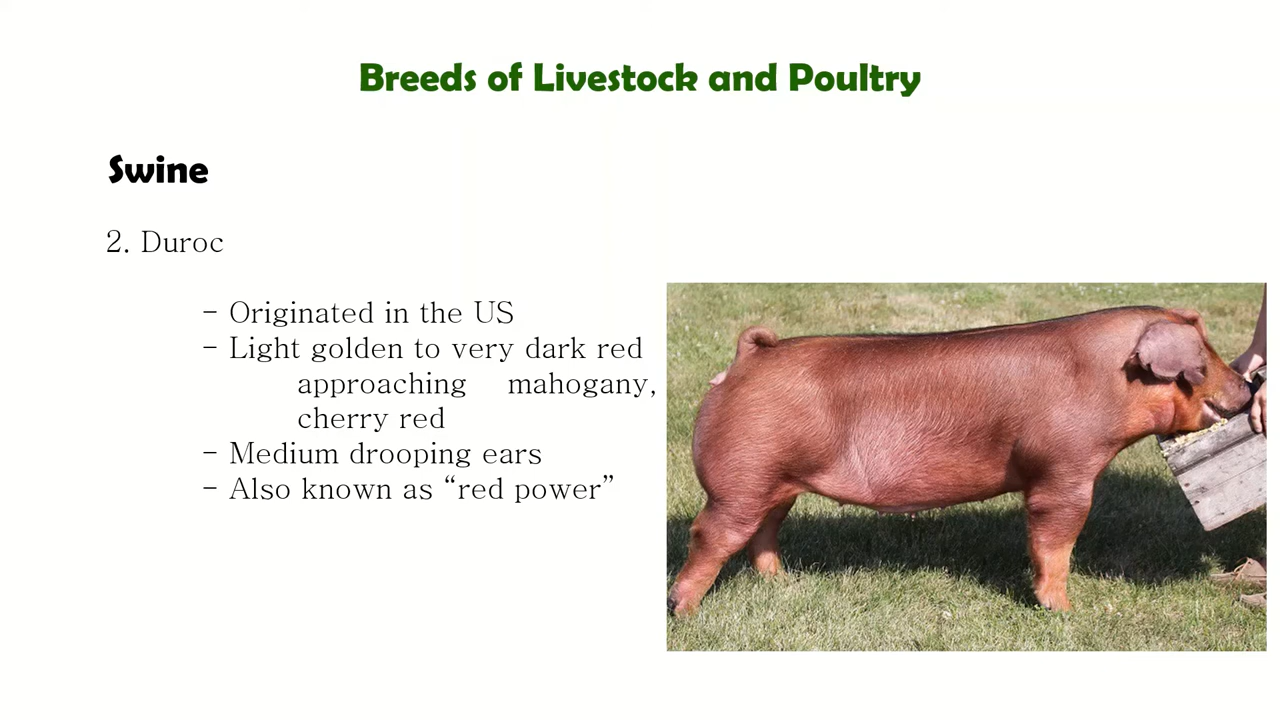 Breeds of Livestock and Poultry
Swine
2. Duroc
- Originated in the US
- Light golden to very dark red
approaching mahogany,
cherry red
- Medium drooping ears
- Also known as “red power”